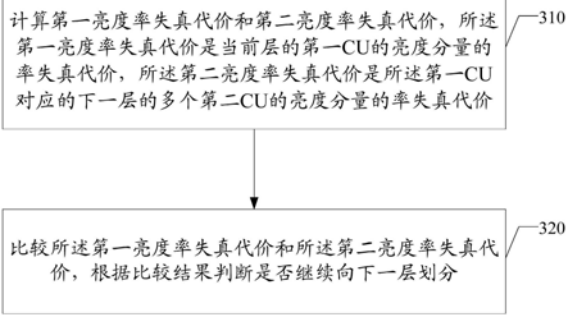 计算第一亮度率失真代价和第二亮度率失真代价，所述
第一亮度率失真代价是当前层的第一CU的亮度分量的
率失真代价，所述第二亮度率失真代价是所述第一CU
对应的下一层的多个第二CU的亮度分量的率失真代价
310
比较所述第一亮度率失真代价和所述第二亮度率失真代
价，根据比较结果判断是否继续向下一层划分
320